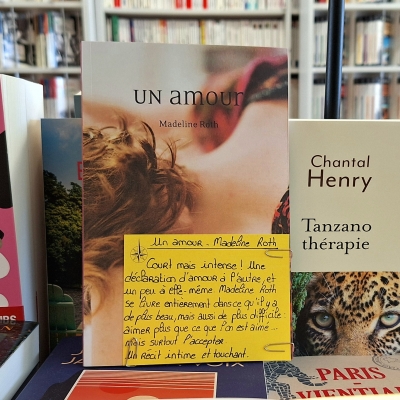 UN amour
Madeline Roth
Un amour - Madeline Roth
Court mais intense ! Une
déclaration d'amour à l'autre, et
un peu à elle-même. Madeline Roth
se livre entièrement dans ce qu'il y a
de plus beau, mais aussi de plus difficile :
aimer plus que ce que l'on est aimé...
mais surtout l'accepter.
Un récit intime et touchant.
Chantal
Henry
Tanzano
thérapie
PARIS -
VIENTIAN